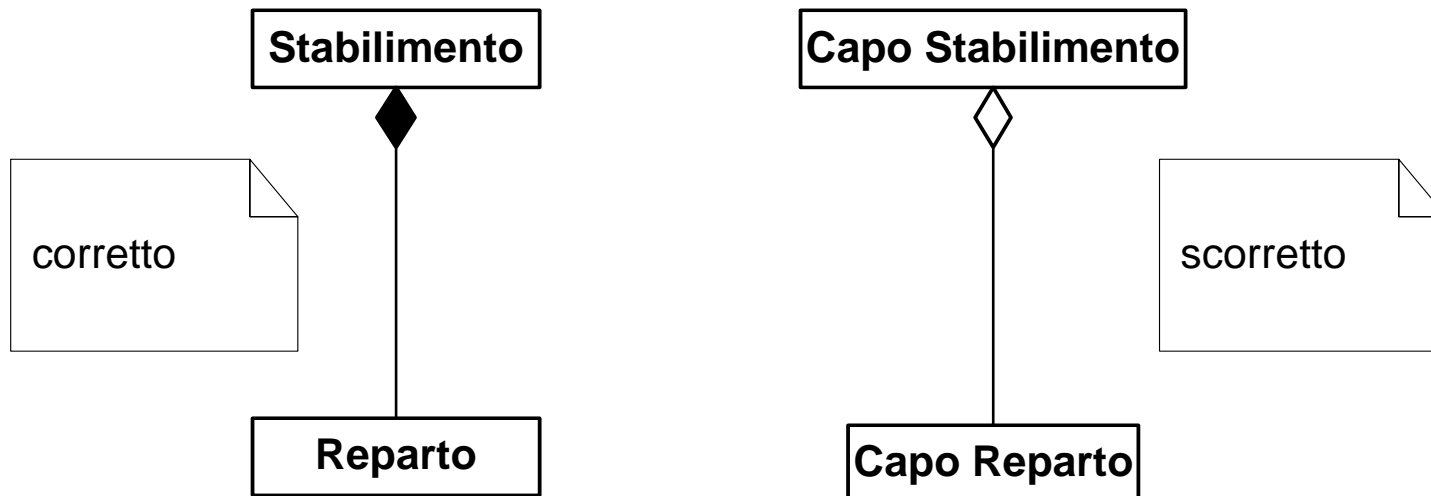 Stabilimento
Capo Stabilimento
corretto
scorretto
Reparto
Capo Reparto